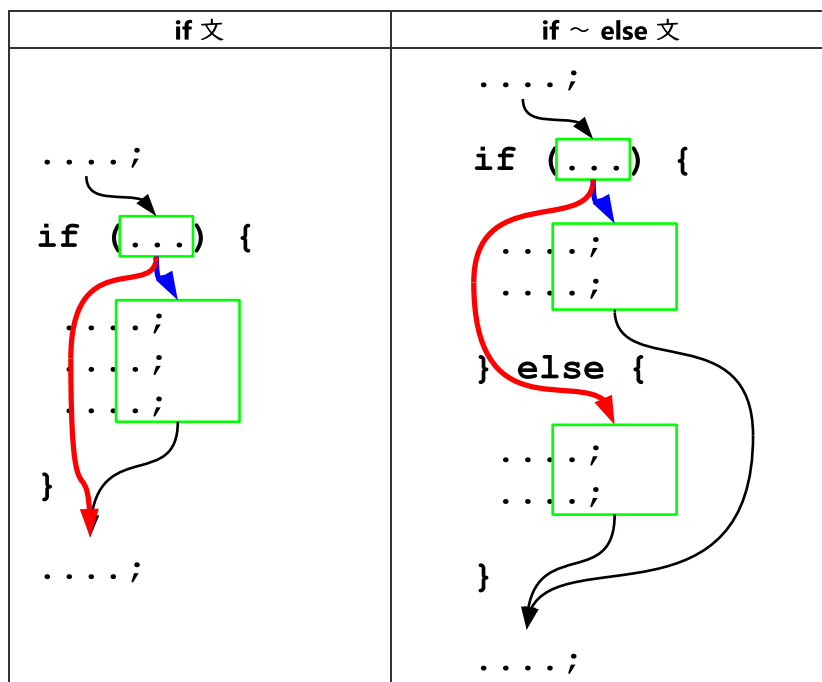 if 文
....;
if (...) {
....;
....;
....;
}
....;
if ～ else 文
....;
if (...) {
....;
....;
} else {
....;
....;
}
....;